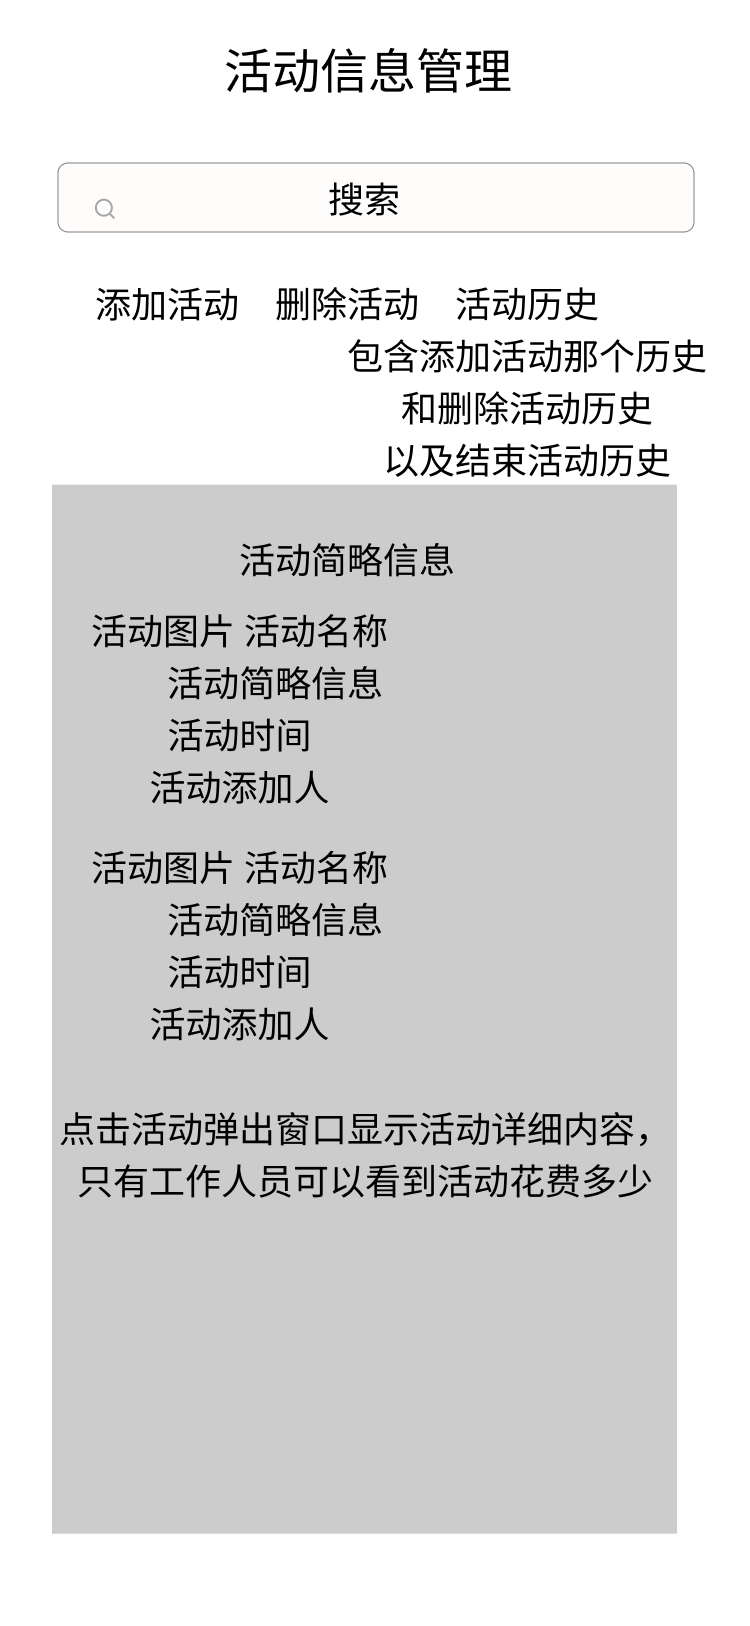 活动信息管理
搜索
添加活动 删除活动 活动历史
包含添加活动那个历史
和删除活动历史
以及结束活动历史
活动简略信息
活动图片 活动名称
活动简略信息
活动时间
活动添加人
活动图片 活动名称
活动简略信息
活动时间
活动添加人
点击活动弹出窗口显示活动详细内容，
只有工作人员可以看到活动花费多少